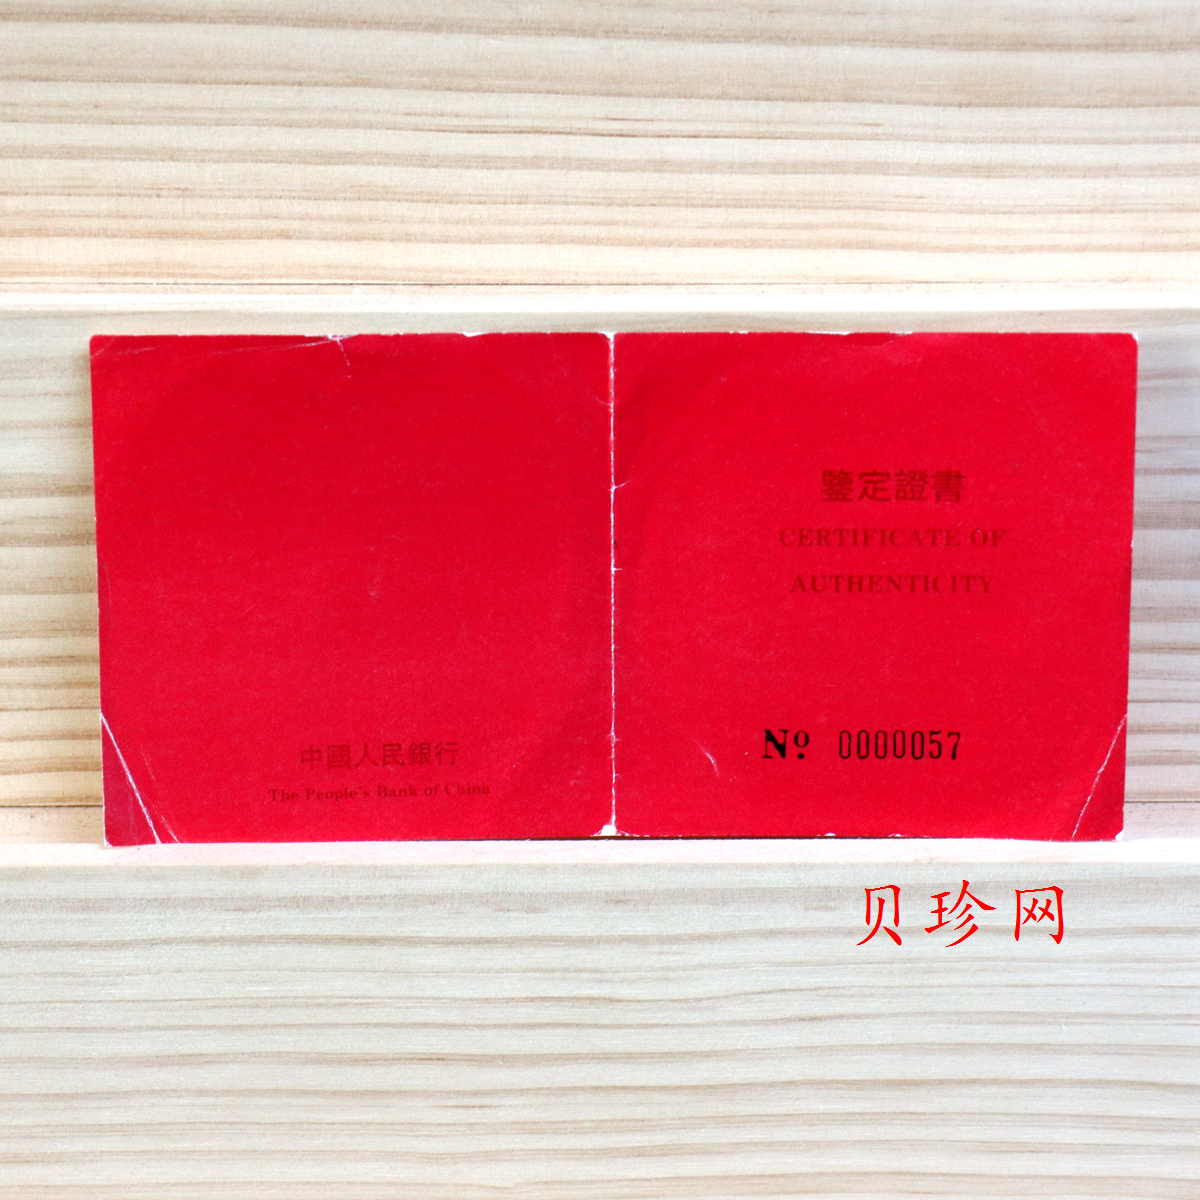 鑒定證書
CERTIFICATE OF
AUTHENTICITY
Nº 0000057
中國人民銀行
The People's Bank of China
贝珍网